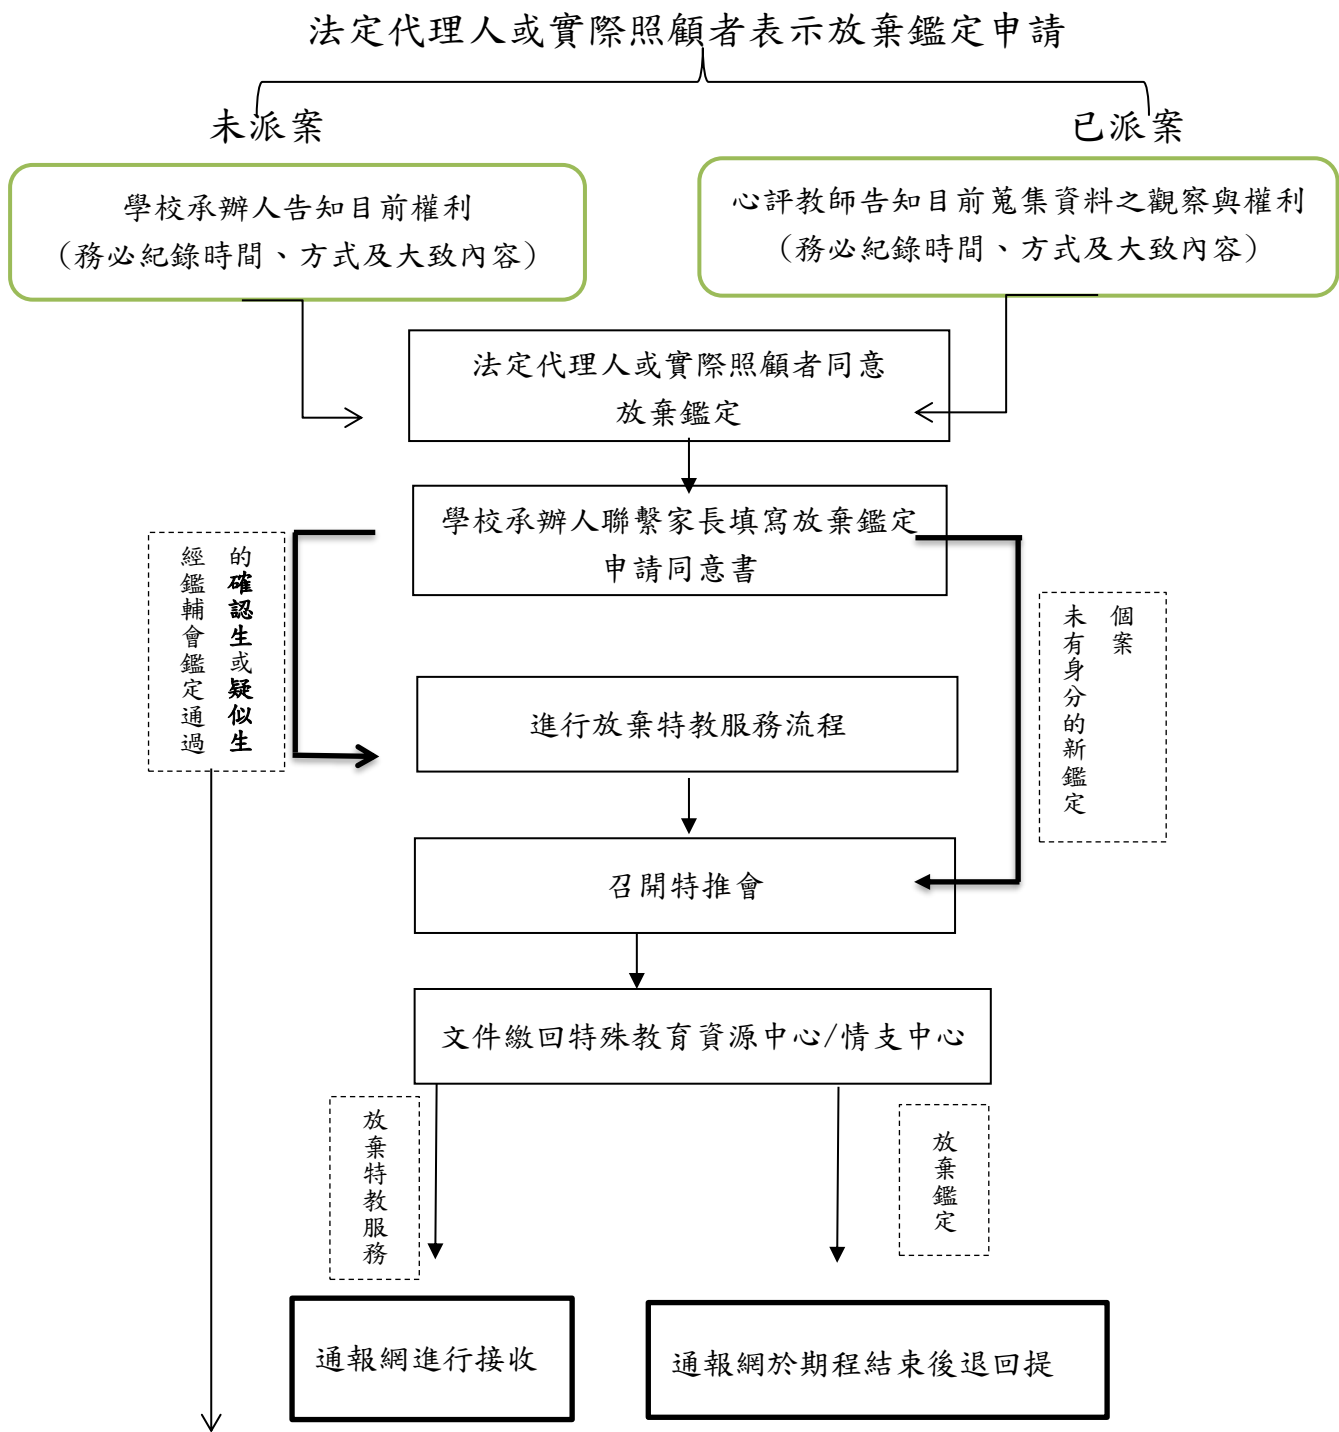 法定代理人或實際照顧者表示放棄鑑定申請
未派案
已派案
學校承辦人告知目前權利
（務必紀錄時間、方式及大致內容）
心評教師告知目前蒐集資料之觀察與權利
（務必紀錄時間、方式及大致內容）
法定代理人或實際照顧者同意
放棄鑑定
學校承辦人聯繫家長填寫放棄鑑定
申請同意書
經鑑輔會鑑定通過
的確認生或疑似生
未有身分的新鑑定
個案
進行放棄特教服務流程
召開特推會
文件繳回特殊教育資源中心/情支中心
放棄特教服務
放棄鑑定
通報網進行接收
通報網於期程結束後退回提